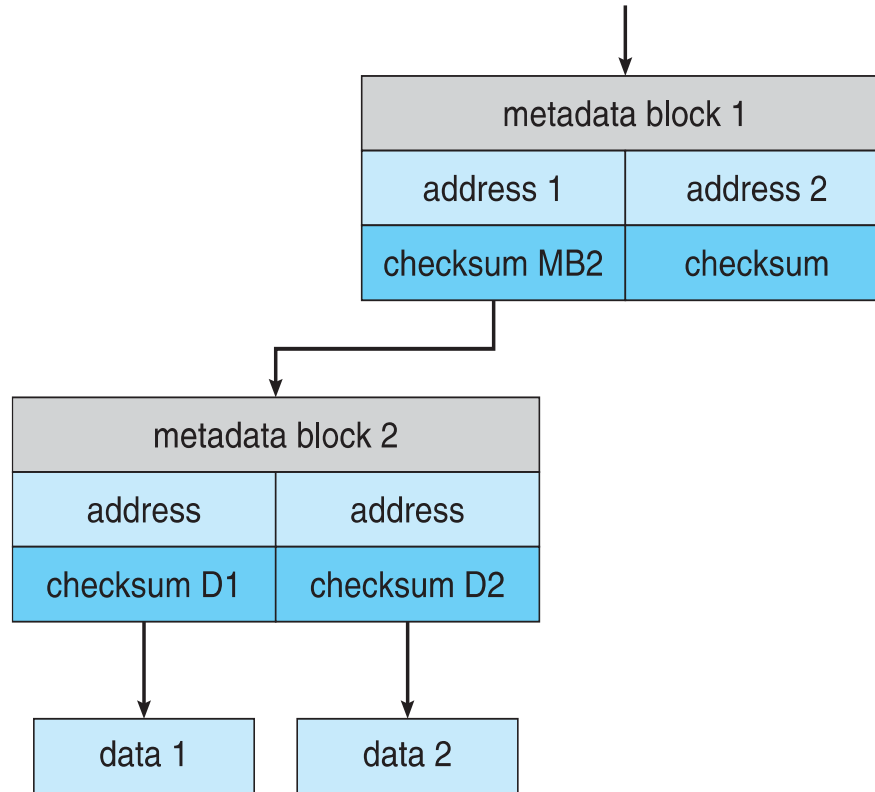 metadata block 1
address 1 address 2
checksum MB2 checksum
metadata block 2
address address
checksum D1 checksum D2
data 1 data 2